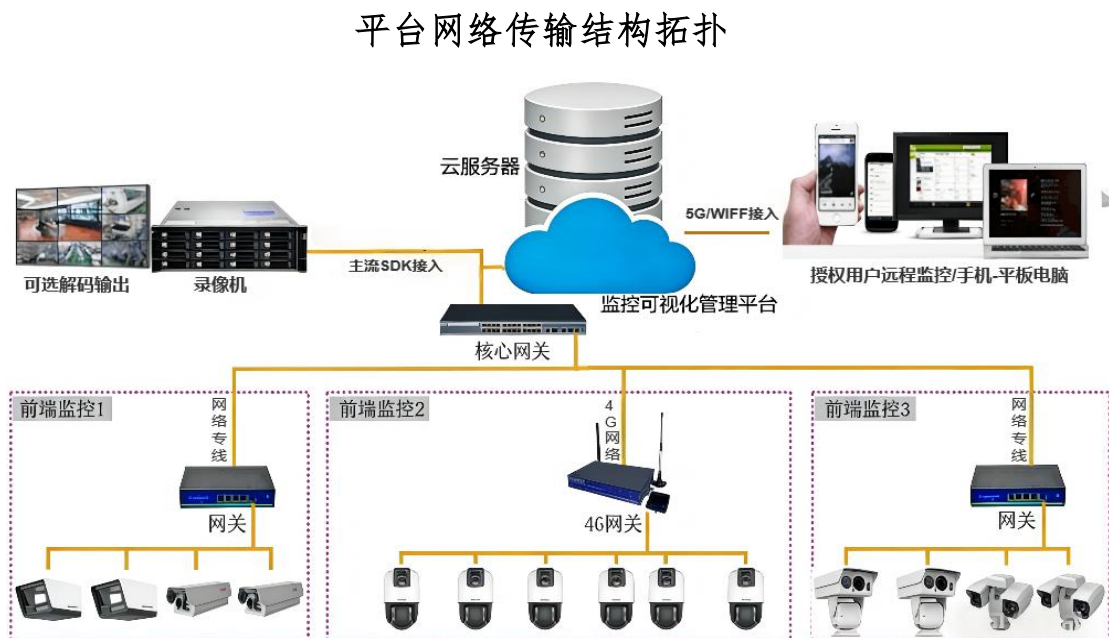 平台网络传输结构拓扑
云服务器
5G/WIFF接入
主流SDK接入
可选解码输出
录像机
授权用户远程监控/手机-平板电脑
监控可视化管理平台
核心网关
前端监控1
网络专线
网关
前端监控2
4G网络
4G网关
前端监控3
网络专线
网关